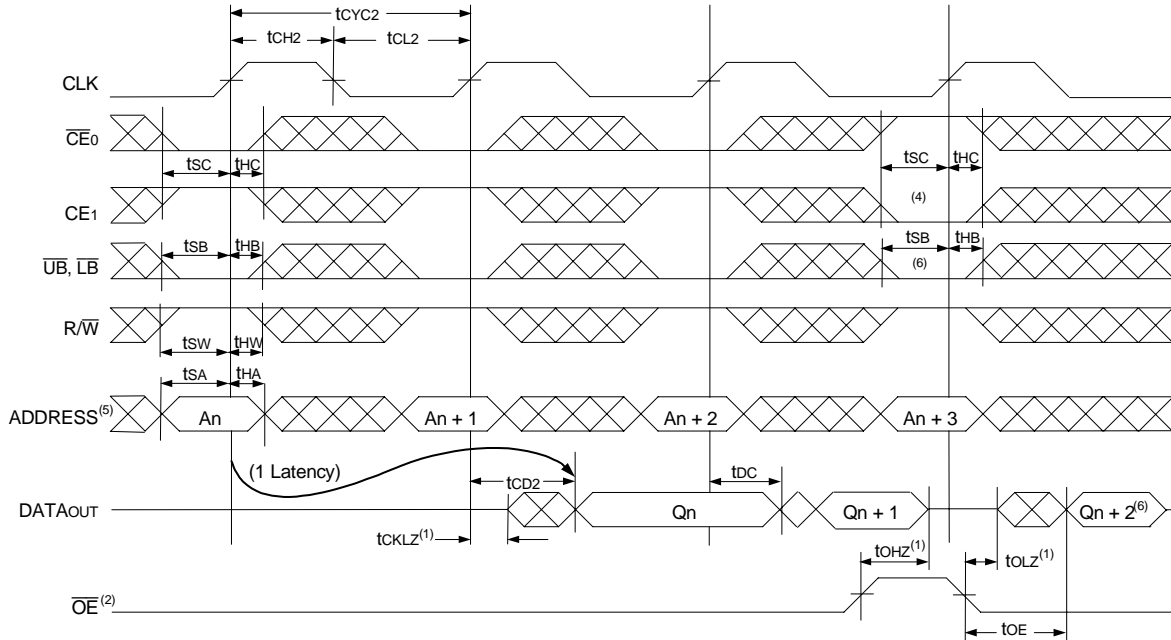 tCYC2
tCH2 tCL2
CLK
CE0
tSC tHC tSC tHC
CE1 (4)
tSB tHB tSB tHB
UB, LB (6)
R/W
tSW tHW
tSA tHA
ADDRESS(5) An An + 1 An + 2 An + 3
(1 Latency) tCD2 tDC
DATAOUT Qn Qn + 1 Qn + 2(6)
tCKLZ(1) tOHZ(1) tOLZ(1)
OE(2)
tOE